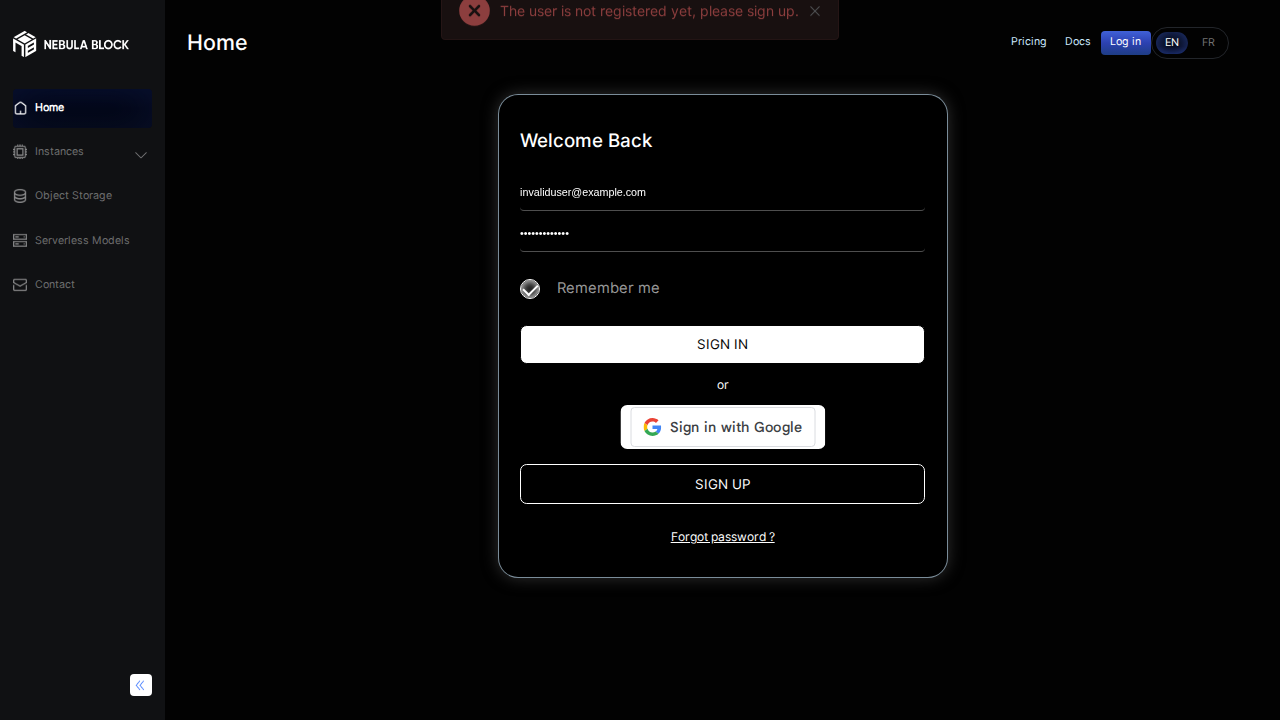 The user is not registered yet, please sign up.
NEBULA BLOCK
Home
Pricing
Docs
Log in
EN
FR
Home
Instances
Object Storage
Serverless Models
Contact
Welcome Back
invaliduser@example.com
•••••••••••••
Remember me
SIGN IN
or
Sign in with Google
SIGN UP
Forgot password ?